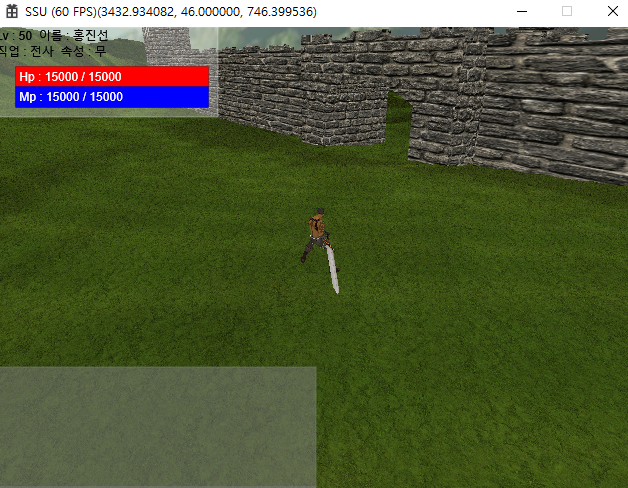 SSU (60 FPS)(3432.934082, 46.000000, 746.399536)
Lv : 50 이름 : 홍진선
직업 : 전사 속성 : 무
Hp : 15000 / 15000
Mp : 15000 / 15000